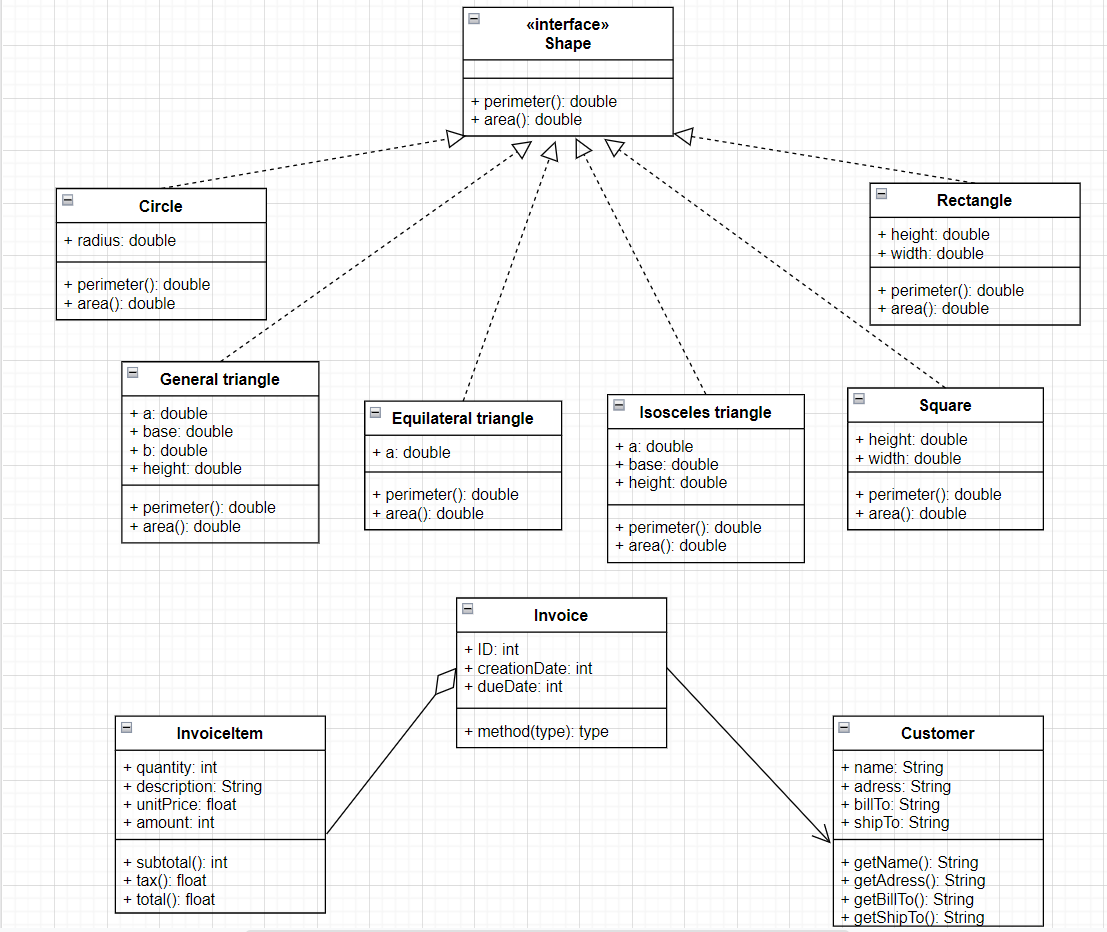 «interface»
Shape
+ perimeter(): double
+ area(): double
Circle
+ radius: double
+ perimeter(): double
+ area(): double
Rectangle
+ height: double
+ width: double
+ perimeter(): double
+ area(): double
General triangle
+ a: double
+ base: double
+ b: double
+ height: double
+ perimeter(): double
+ area(): double
Equilateral triangle
+ a: double
+ perimeter(): double
+ area(): double
Isosceles triangle
+ a: double
+ base: double
+ height: double
+ perimeter(): double
+ area(): double
Square
+ height: double
+ width: double
+ perimeter(): double
+ area(): double
Invoice
+ ID: int
+ creationDate: int
+ dueDate: int
+ method(type): type
InvoiceItem
+ quantity: int
+ description: String
+ unitPrice: float
+ amount: int
+ subtotal(): int
+ tax(): float
+ total(): float
Customer
+ name: String
+ adress: String
+ billTo: String
+ shipTo: String
+ getName(): String
+ getAdress(): String
+ getBillTo(): String
+ getShipTo(): String